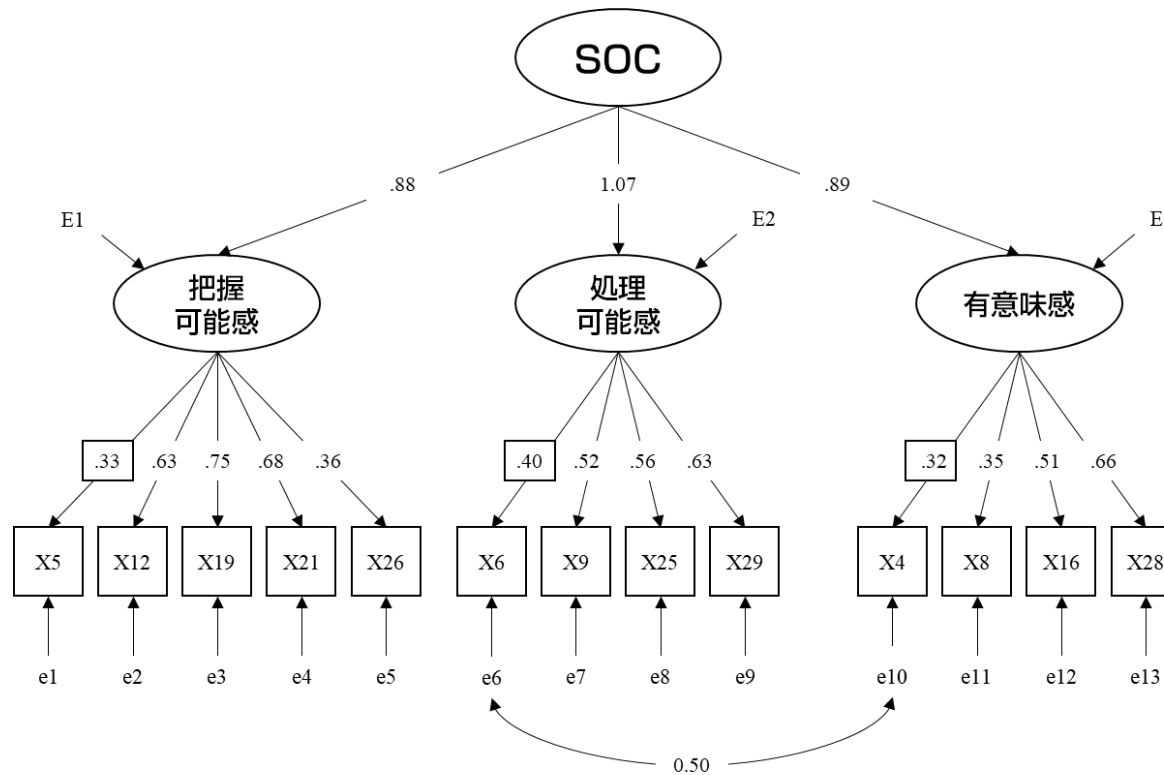 SOC
.88 1.07 .89
E1 E2 E
把握
可能感
処理
可能感
有意味感
.33 .63 .75 .68 .36 .40 .52 .56 .63 .32 .35 .51 .66
X5 X12 X19 X21 X26 X6 X9 X25 X29 X4 X8 X16 X28
e1 e2 e3 e4 e5 e6 e7 e8 e9 e10 e11 e12 e13
0.50